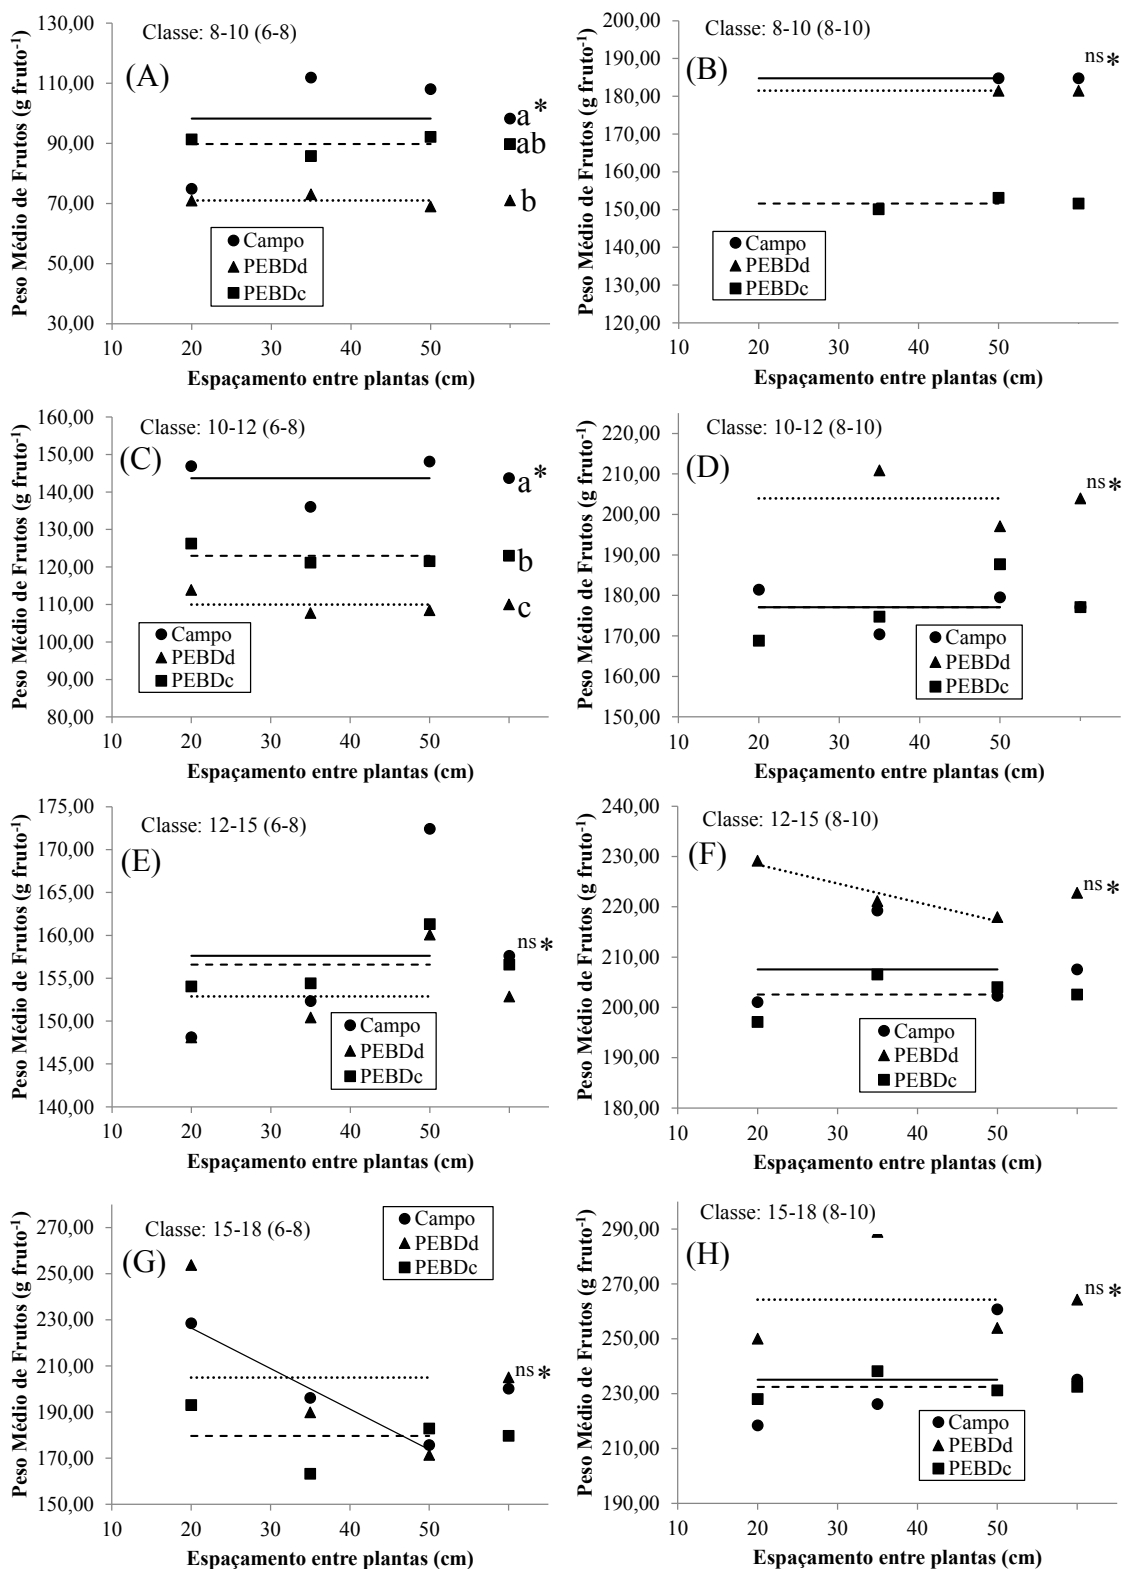 Peso Médio de Frutos (g fruto-1)
130,00
110,00
90,00
70,00
50,00
30,00
Classe: 8-10 (6-8)
(A)
a*
ab
b
Campo
PEBDd
PEBDc
10 20 30 40 50
Espaçamento entre plantas (cm)
Peso Médio de Frutos (g fruto-1)
200,00
190,00
180,00
170,00
160,00
150,00
140,00
130,00
120,00
Classe: 8-10 (8-10)
(B)
ns*
Campo
PEBDd
PEBDc
10 20 30 40 50
Espaçamento entre plantas (cm)
Peso Médio de Frutos (g fruto-1)
160,00
150,00
140,00
130,00
120,00
110,00
100,00
90,00
80,00
Classe: 10-12 (6-8)
(C)
a*
b
c
Campo
PEBDd
PEBDc
10 20 30 40 50
Espaçamento entre plantas (cm)
Peso Médio de Frutos (g fruto-1)
220,00
210,00
200,00
190,00
180,00
170,00
160,00
150,00
Classe: 10-12 (8-10)
(D)
ns*
Campo
PEBDd
PEBDc
10 20 30 40 50
Espaçamento entre plantas (cm)
Peso Médio de Frutos (g fruto-1)
175,00
170,00
165,00
160,00
155,00
150,00
145,00
140,00
Classe: 12-15 (6-8)
(E)
ns*
Campo
PEBDd
PEBDc
10 20 30 40 50
Espaçamento entre plantas (cm)
Peso Médio de Frutos (g fruto-1)
240,00
230,00
220,00
210,00
200,00
190,00
180,00
Classe: 12-15 (8-10)
(F)
ns*
Campo
PEBDd
PEBDc
10 20 30 40 50
Espaçamento entre plantas (cm)
Peso Médio de Frutos (g fruto-1)
270,00
250,00
230,00
210,00
190,00
170,00
150,00
Classe: 15-18 (6-8)
(G)
ns*
Campo
PEBDd
PEBDc
10 20 30 40 50
Espaçamento entre plantas (cm)
Peso Médio de Frutos (g fruto-1)
290,00
270,00
250,00
230,00
210,00
190,00
Classe: 15-18 (8-10)
(H)
ns*
Campo
PEBDd
PEBDc
10 20 30 40 50
Espaçamento entre plantas (cm)